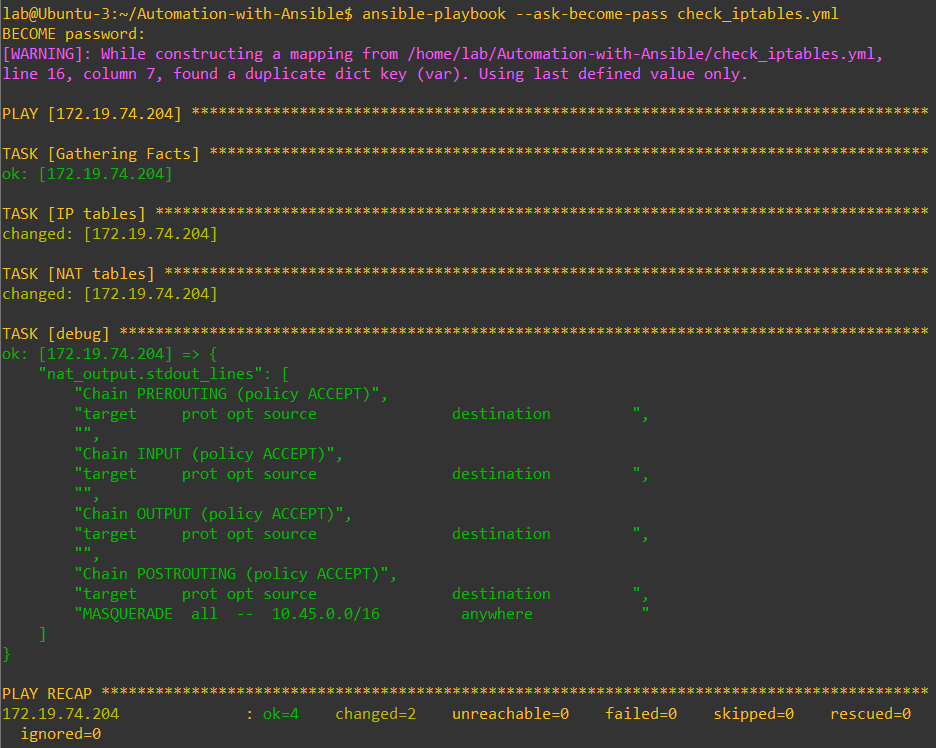 lab@Ubuntu-3:~/Automation-with-Ansible$ ansible-playbook --ask-become-pass check_iptables.yml
BECOME password:
[WARNING]: While constructing a mapping from /home/lab/Automation-with-Ansible/check_iptables.yml,
line 16, column 7, found a duplicate dict key (var). Using last defined value only.

PLAY [172.19.74.204] **********************************************************************************

TASK [Gathering Facts] ********************************************************************************
ok: [172.19.74.204]

TASK [IP tables] **************************************************************************************
changed: [172.19.74.204]

TASK [NAT tables] *************************************************************************************
changed: [172.19.74.204]

TASK [debug] ******************************************************************************************
ok: [172.19.74.204] => {
    "nat_output.stdout_lines": [
        "Chain PREROUTING (policy ACCEPT)",
        "target     prot opt source               destination         ",
        "",
        "Chain INPUT (policy ACCEPT)",
        "target     prot opt source               destination         ",
        "",
        "Chain OUTPUT (policy ACCEPT)",
        "target     prot opt source               destination         ",
        "",
        "Chain POSTROUTING (policy ACCEPT)",
        "target     prot opt source               destination         ",
        "MASQUERADE  all  --  10.45.0.0/16         anywhere            "
    ]
}

PLAY RECAP ********************************************************************************************
172.19.74.204              : ok=4    changed=2    unreachable=0    failed=0    skipped=0    rescued=0
  ignored=0